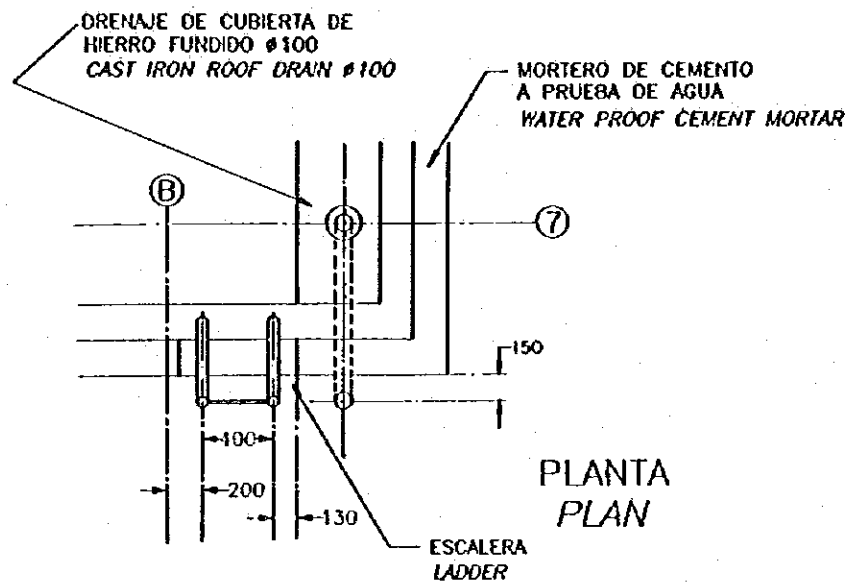 DRENAJE DE CUBIERTA DE
HIERRO FUNDIDO ø100
CAST IRON ROOF DRAIN ø100
MORTERO DE CEMENTO
A PRUEBA DE AGUA
WATER PROOF CEMENT MORTAR
B
7
150
400
200
130
PLANTA
PLAN
ESCALERA
LADDER